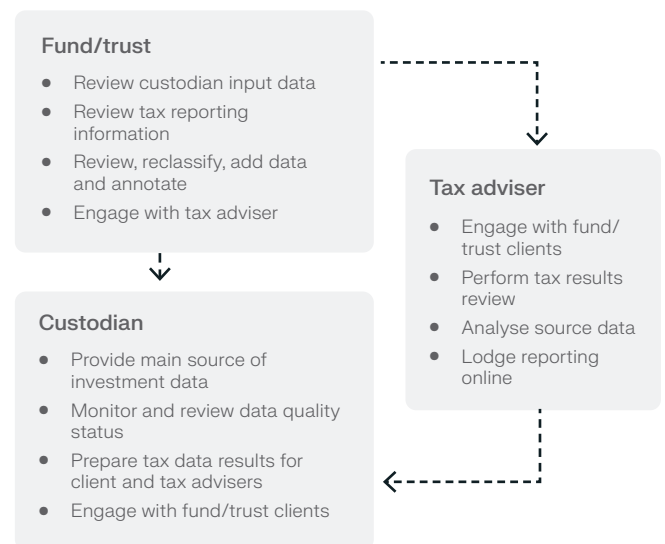 Fund/trust
● Review custodian input data
● Review tax reporting
information
● Review, reclassify, add data
and annotate
● Engage with tax adviser
Custodian
● Provide main source of
investment data
● Monitor and review data quality
status
● Prepare tax data results for
client and tax advisers
● Engage with fund/trust clients
Tax adviser
● Engage with fund/
trust clients
● Perform tax results
review
● Analyse source data
● Lodge reporting
online